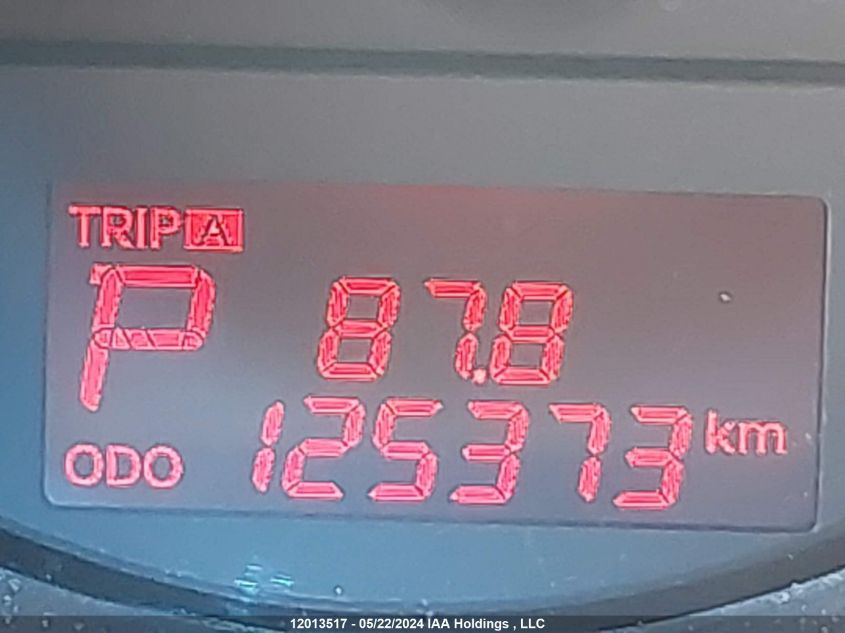 TRIP A
P 87.8
ODO 125373 km
12013517 - 05/22/2024 IAA Holdings , LLC